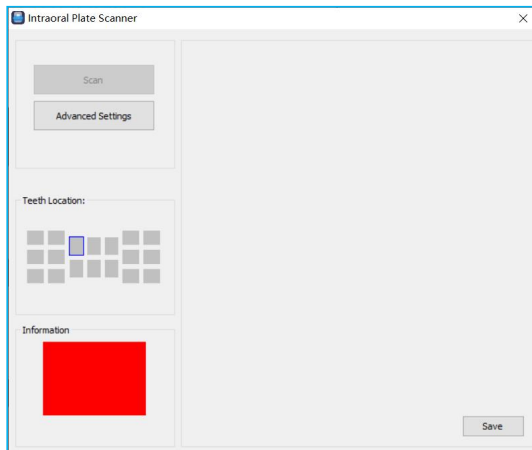 Intraoral Plate Scanner
Scan
Advanced Settings
Teeth Location:
Information
Save